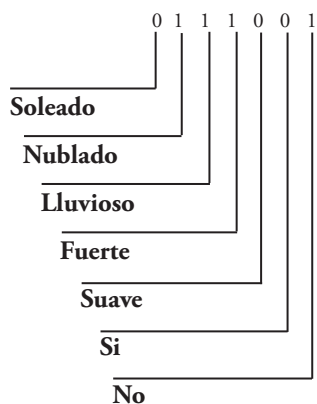 0 1 1 1 0 0 1
Soleado
Nublado
Lluvioso
Fuerte
Suave
Si
No